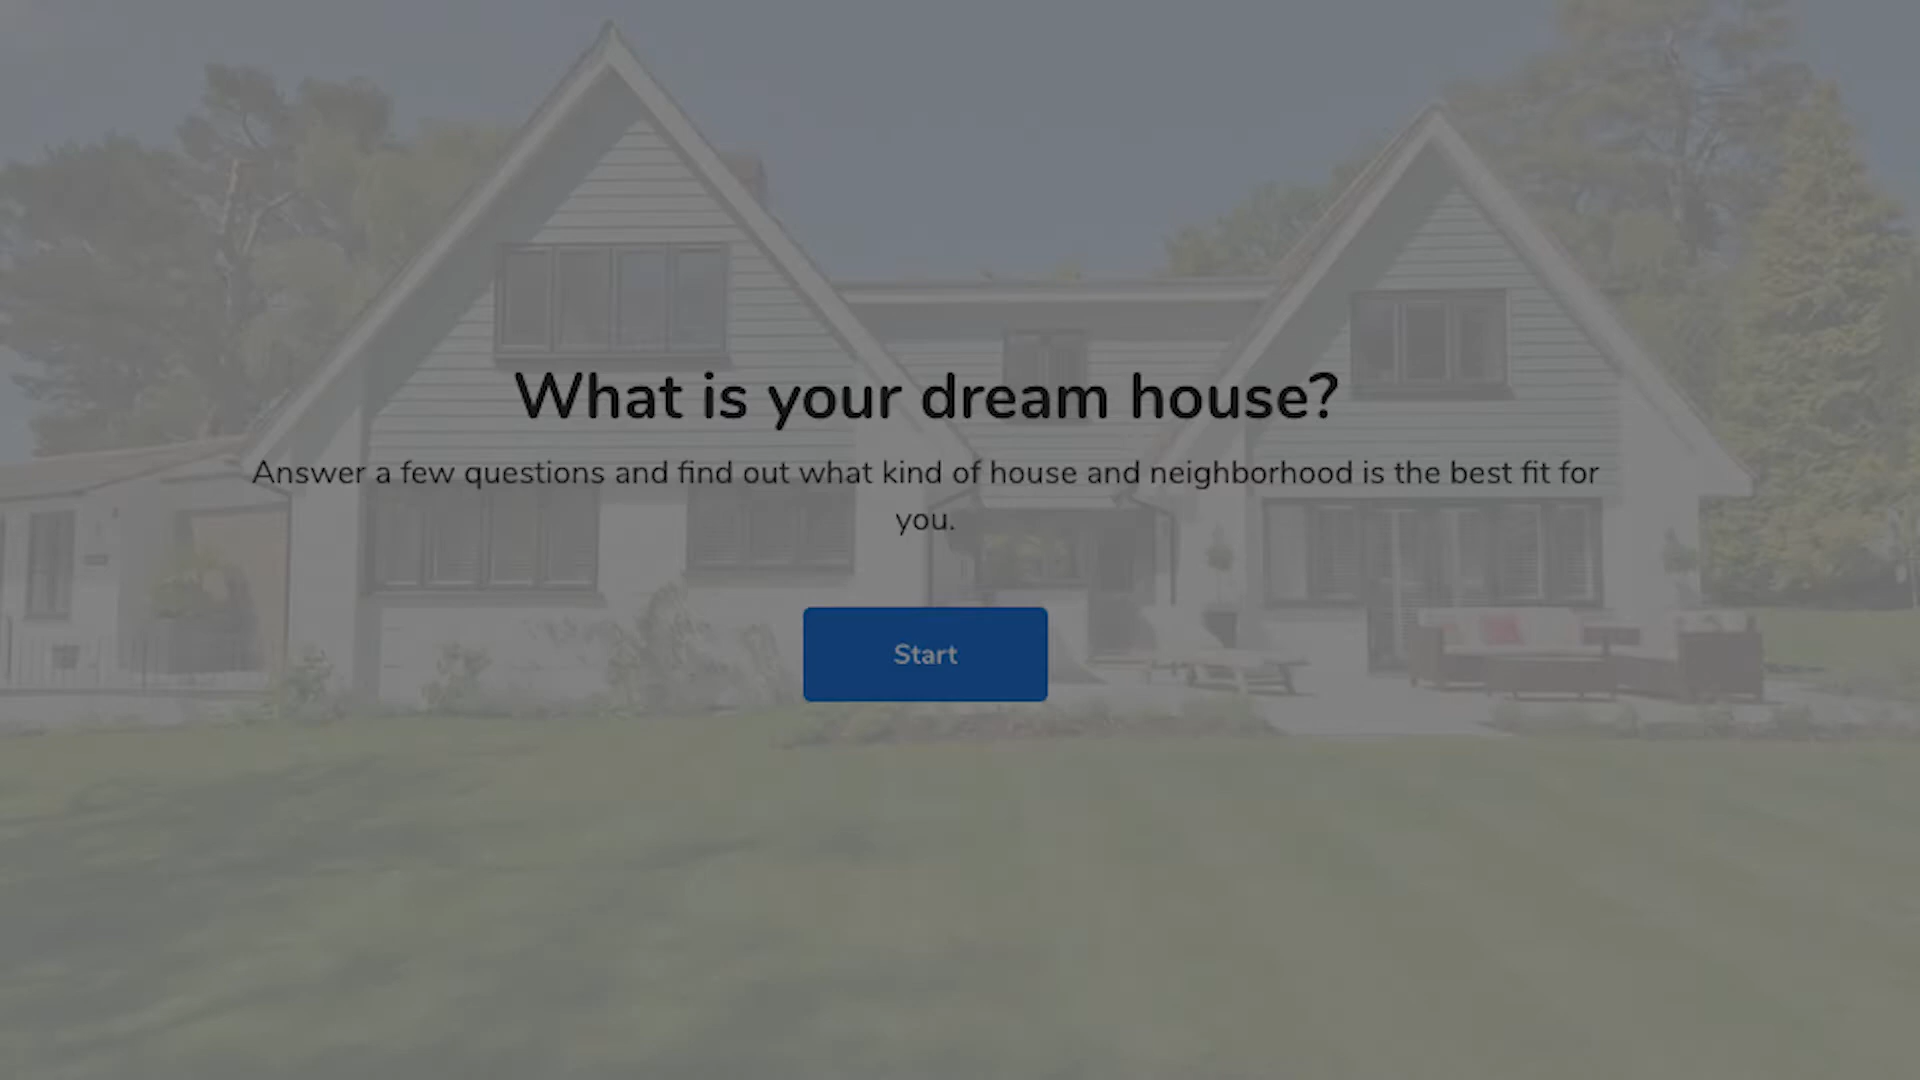 What is your dream house?
Answer a few questions and find out what kind of house and neighborhood is the best fit for
you.
Start